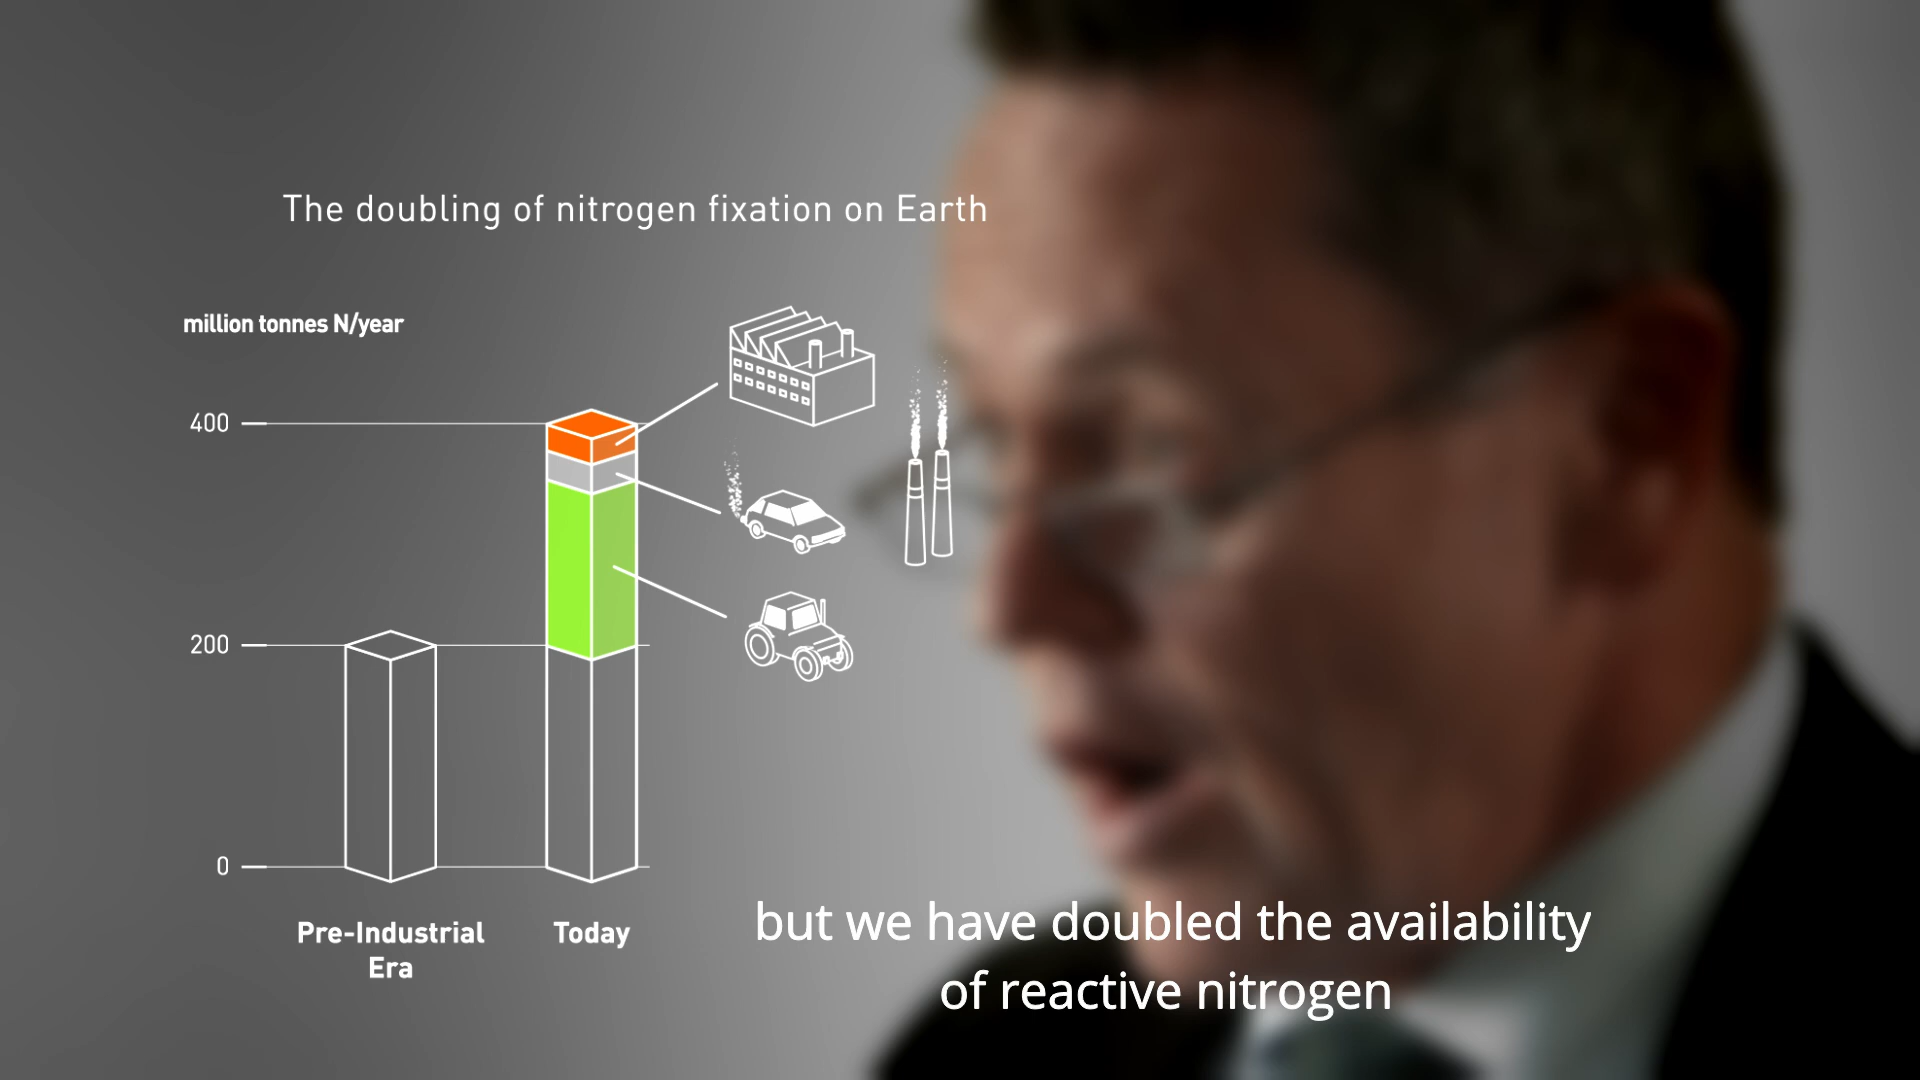 The doubling of nitrogen fixation on Earth
million tonnes N/year
400
200
0
Pre-Industrial
Era
Today
but we have doubled the availability
of reactive nitrogen